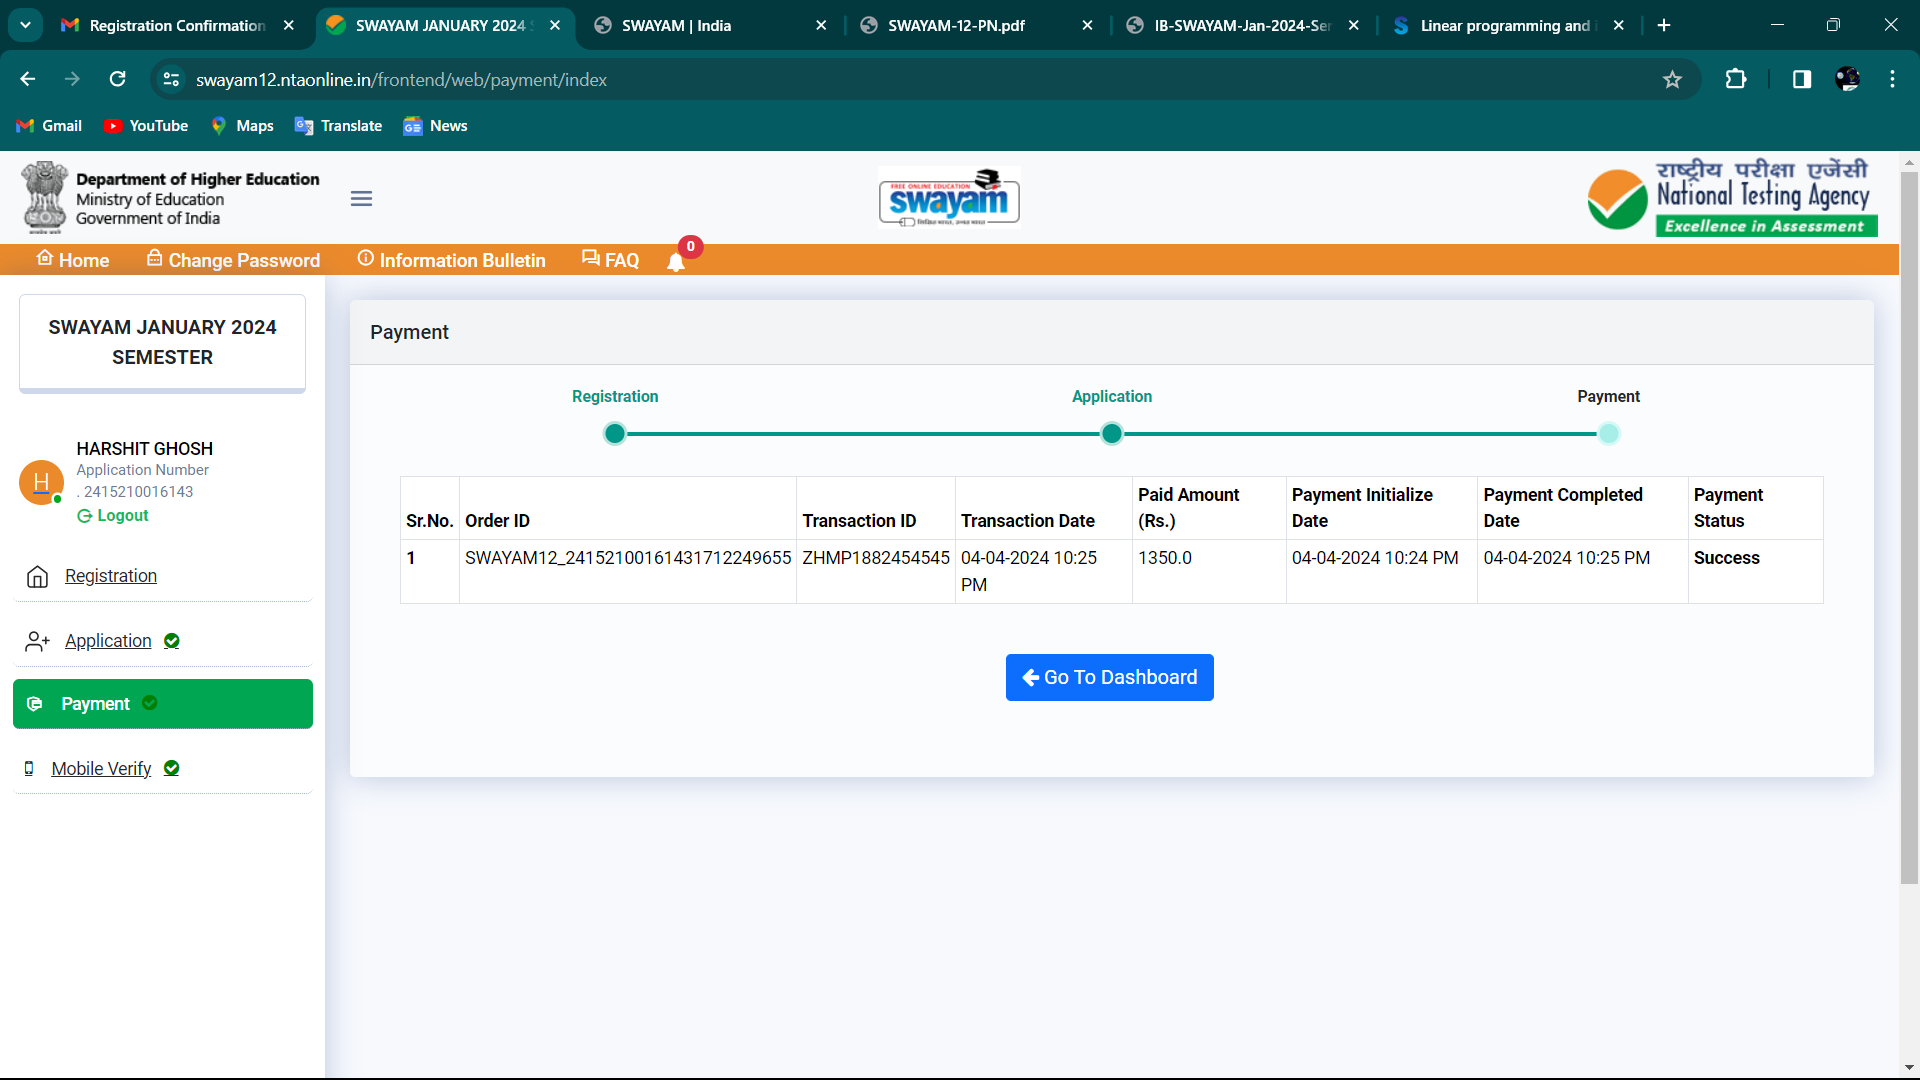 Registration Confirmation
SWAYAM JANUARY 2024 S
SWAYAM | India
SWAYAM-12-PN.pdf
IB-SWAYAM-Jan-2024-Ser
Linear programming and i
swayam12.ntaonline.in/frontend/web/payment/index
Gmail
YouTube
Maps
Translate
News
Department of Higher Education
Ministry of Education
Government of India
FREE ONLINE EDUCATION
swayam
शिक्षित भारत, उन्नत भारत
राष्ट्रीय परीक्षा एजेंसी
National Testing Agency
Excellence in Assessment
Home
Change Password
Information Bulletin
FAQ
0
SWAYAM JANUARY 2024
SEMESTER
H
HARSHIT GHOSH
Application Number
. 2415210016143
Logout
Registration
Application
Payment
Mobile Verify
Payment
Registration
Application
Payment
Sr.No. Order ID Transaction ID Transaction Date Paid Amount (Rs.) Payment Initialize Date Payment Completed Date Payment Status
1 SWAYAM12_24152100161431712249655 ZHMP1882454545 04-04-2024 10:25 PM 1350.0 04-04-2024 10:24 PM 04-04-2024 10:25 PM Success
Go To Dashboard